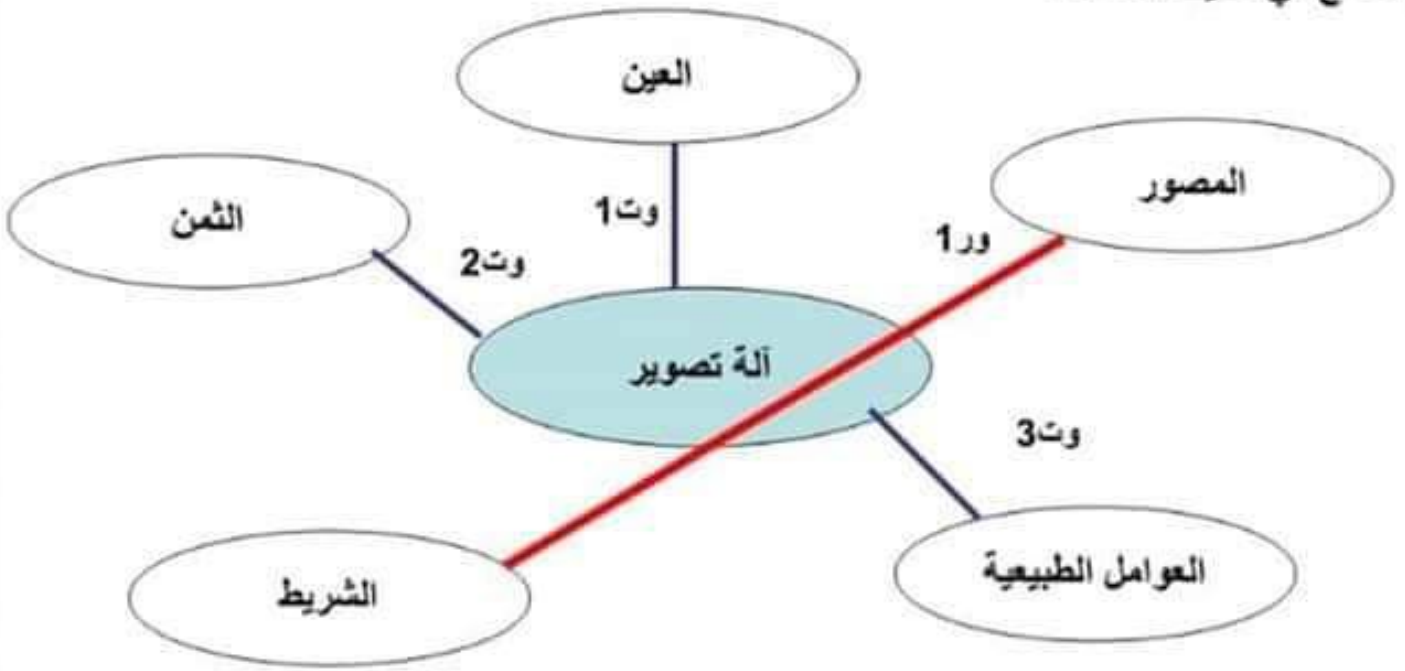 العين
المصور
الثمن
وت1
ور1
وت2
آلة تصوير
وت3
العوامل الطبيعية
الشريط